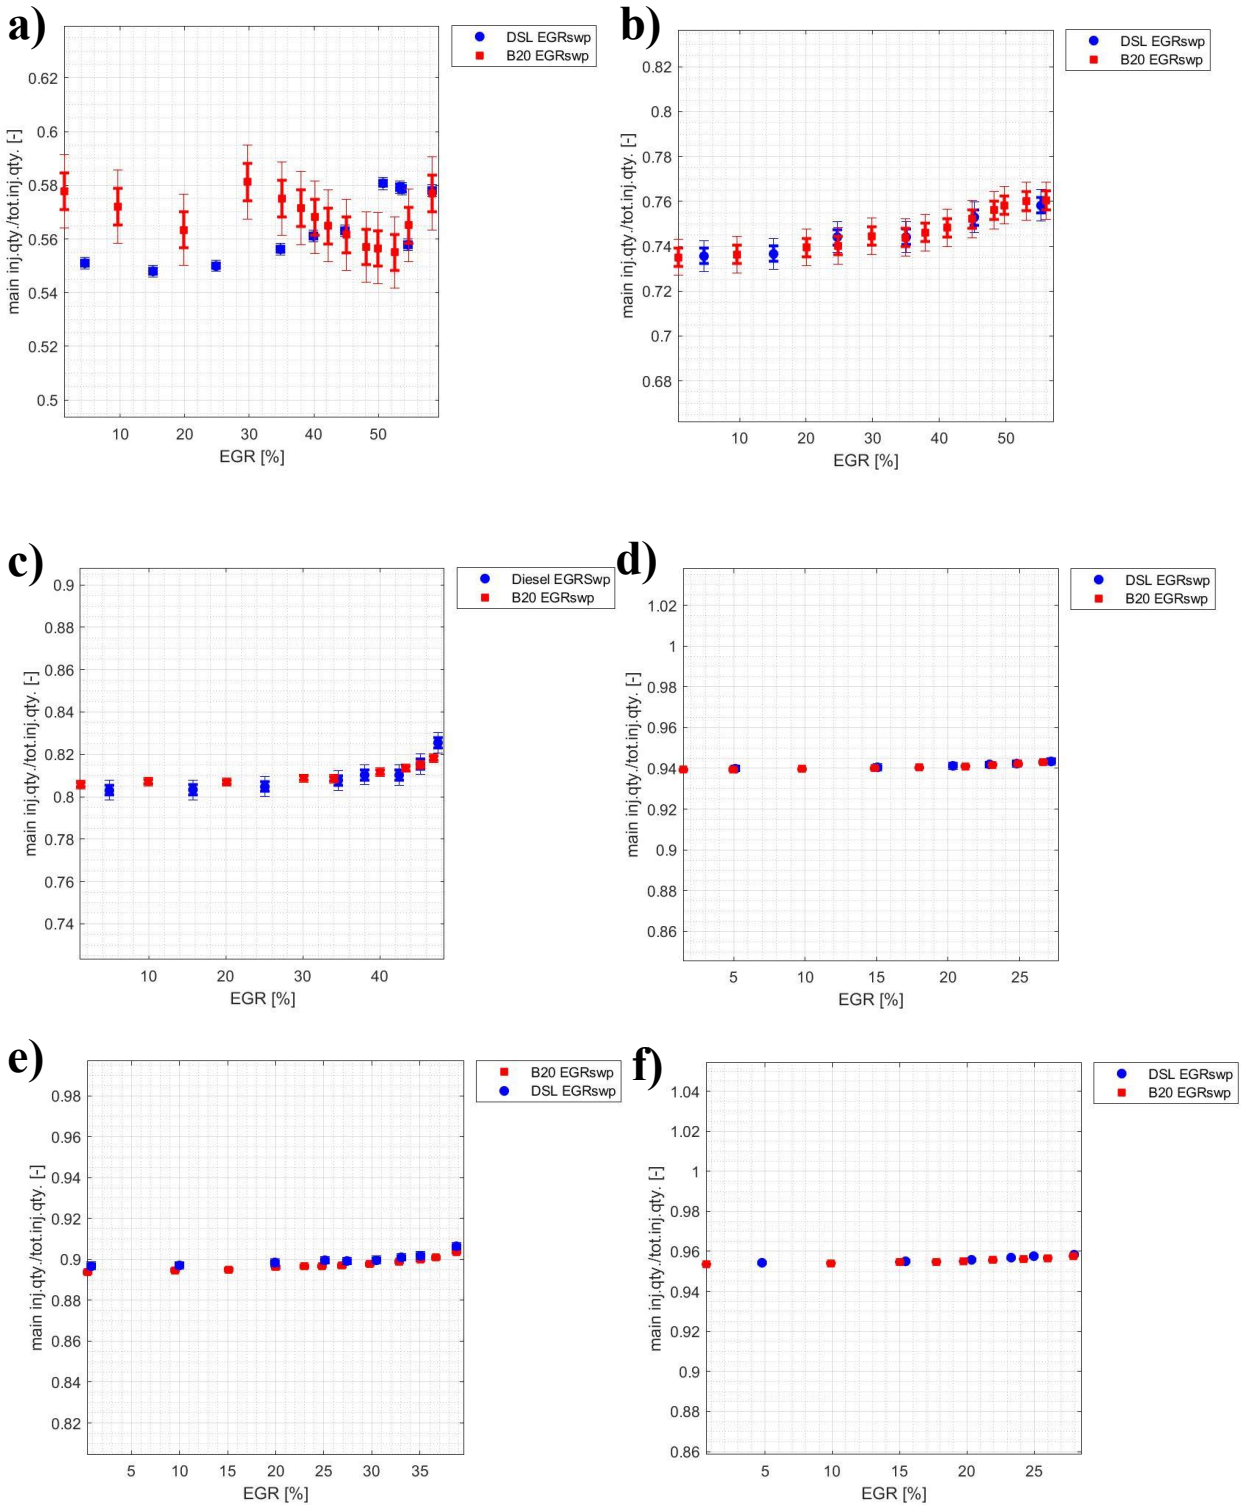 a)
DSL EGRswp
B20 EGRswp
0.62
0.6
0.58
0.56
0.54
0.52
0.5
main inj.qty./tot.inj.qty. [-]
10 20 30 40 50
EGR [%]
b)
DSL EGRswp
B20 EGRswp
0.82
0.8
0.78
0.76
0.74
0.72
0.7
0.68
main inj.qty./tot.inj.qty. [-]
10 20 30 40 50
EGR [%]
c)
Diesel EGRSwp
B20 EGRswp
0.9
0.88
0.86
0.84
0.82
0.8
0.78
0.76
0.74
main inj.qty./tot.inj.qty. [-]
10 20 30 40
EGR [%]
d)
DSL EGRswp
B20 EGRswp
1.02
1
0.98
0.96
0.94
0.92
0.9
0.88
0.86
main inj.qty./tot.inj.qty. [-]
5 10 15 20 25
EGR [%]
e)
B20 EGRswp
DSL EGRswp
0.98
0.96
0.94
0.92
0.9
0.88
0.86
0.84
0.82
main inj.qty./tot.inj.qty. [-]
5 10 15 20 25 30 35
EGR [%]
f)
DSL EGRswp
B20 EGRswp
1.04
1.02
1
0.98
0.96
0.94
0.92
0.9
0.88
0.86
main inj.qty./tot.inj.qty. [-]
5 10 15 20 25
EGR [%]